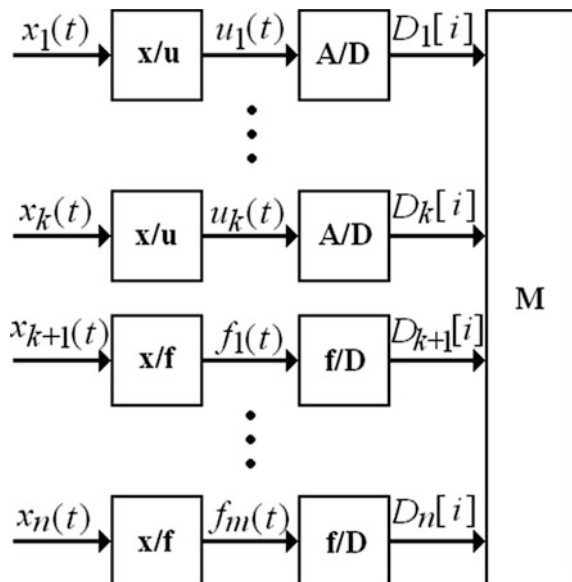 x1(t) x/u u1(t) A/D D1[i]
xk(t) x/u uk(t) A/D Dk[i]
M
xk+1(t) x/f f1(t) f/D Dk+1[i]
xn(t) x/f fm(t) f/D Dn[i]